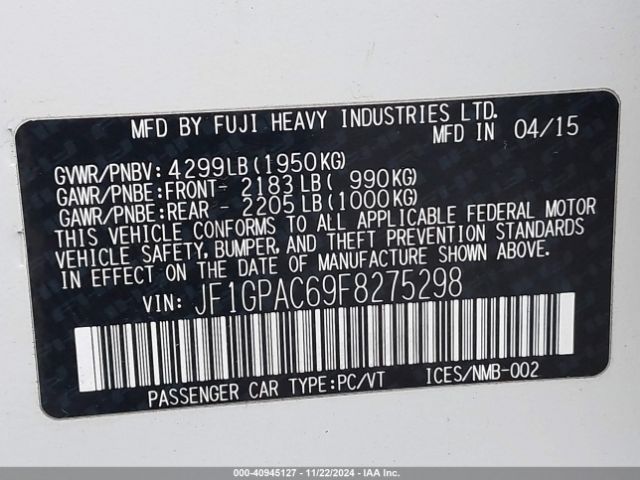 MFD BY FUJI HEAVY INDUSTRIES LTD.
MFD IN 04/15
GVWR/PNBV: 4299LB(1950KG)
GAWR/PNBE:FRONT- 2183LB( 990KG)
GAWR/PNBE:REAR - 2205LB(1000KG)
THIS VEHICLE CONFORMS TO ALL APPLICABLE FEDERAL MOTOR
VEHICLE SAFETY, BUMPER, AND THEFT PREVENTION STANDARDS
IN EFFECT ON THE DATE OF MANUFACTURE SHOWN ABOVE.
VIN: JF1GPAC69F8275298
PASSENGER CAR TYPE:PC/VT ICES/NMB-002
000-40945127 - 11/22/2024 - IAAI.com